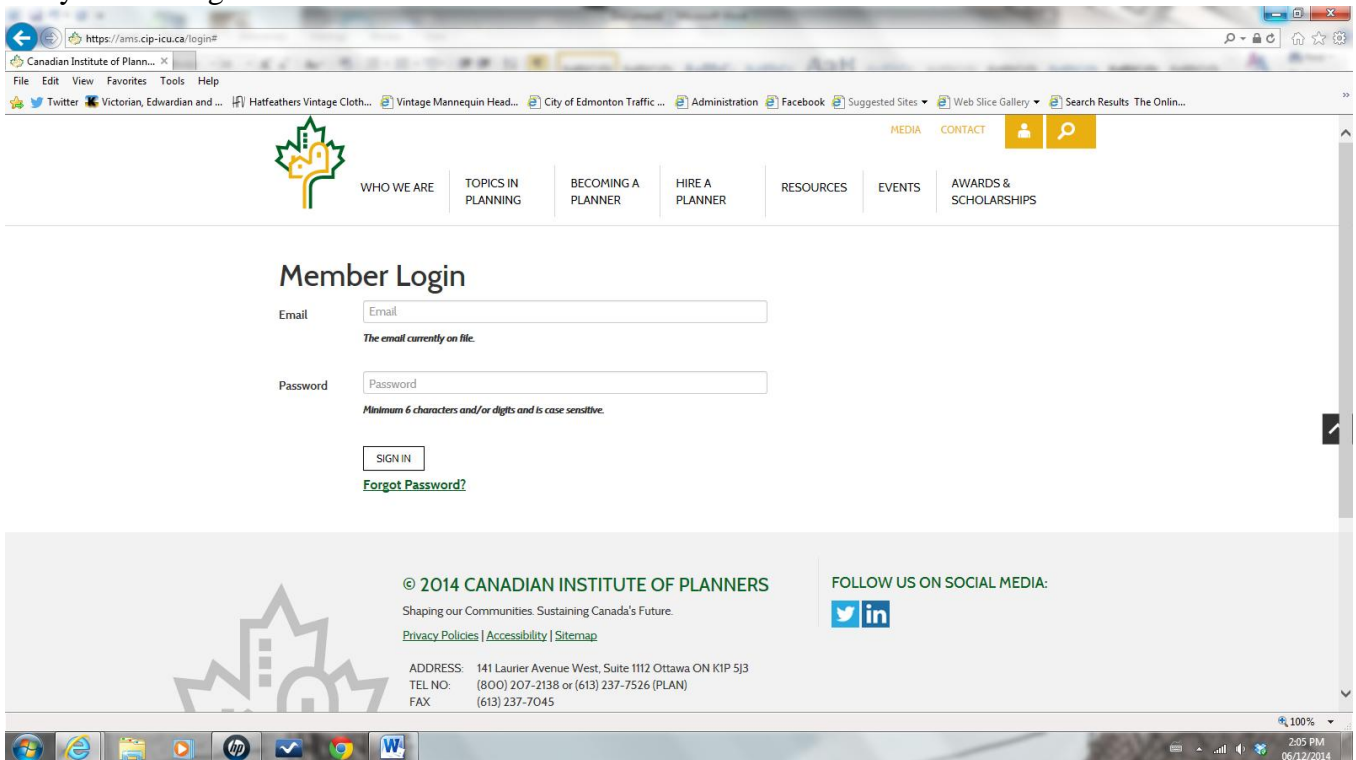 https://ams.cip-icu.ca/login#
Canadian Institute of Plann...
File Edit View Favorites Tools Help
Twitter Victorian, Edwardian and ... Hatfeathers Vintage Cloth... Vintage Mannequin Head... City of Edmonton Traffic ... Administration Facebook Suggested Sites Web Slice Gallery Search Results The Onlin...
MEDIA CONTACT
WHO WE ARE TOPICS IN PLANNING BECOMING A PLANNER HIRE A PLANNER RESOURCES EVENTS AWARDS & SCHOLARSHIPS
Member Login
Email Email
The email currently on file.
Password Password
Minimum 6 characters and/or digits and is case sensitive.
SIGN IN
Forgot Password?
© 2014 CANADIAN INSTITUTE OF PLANNERS
Shaping our Communities. Sustaining Canada's Future.
Privacy Policies | Accessibility | Sitemap
ADDRESS: 141 Laurier Avenue West, Suite 1112 Ottawa ON K1P 5J3
TEL NO: (800) 207-2138 or (613) 237-7526 (PLAN)
FAX (613) 237-7045
FOLLOW US ON SOCIAL MEDIA:
in
100%
hp
W
2:05 PM
06/12/2014